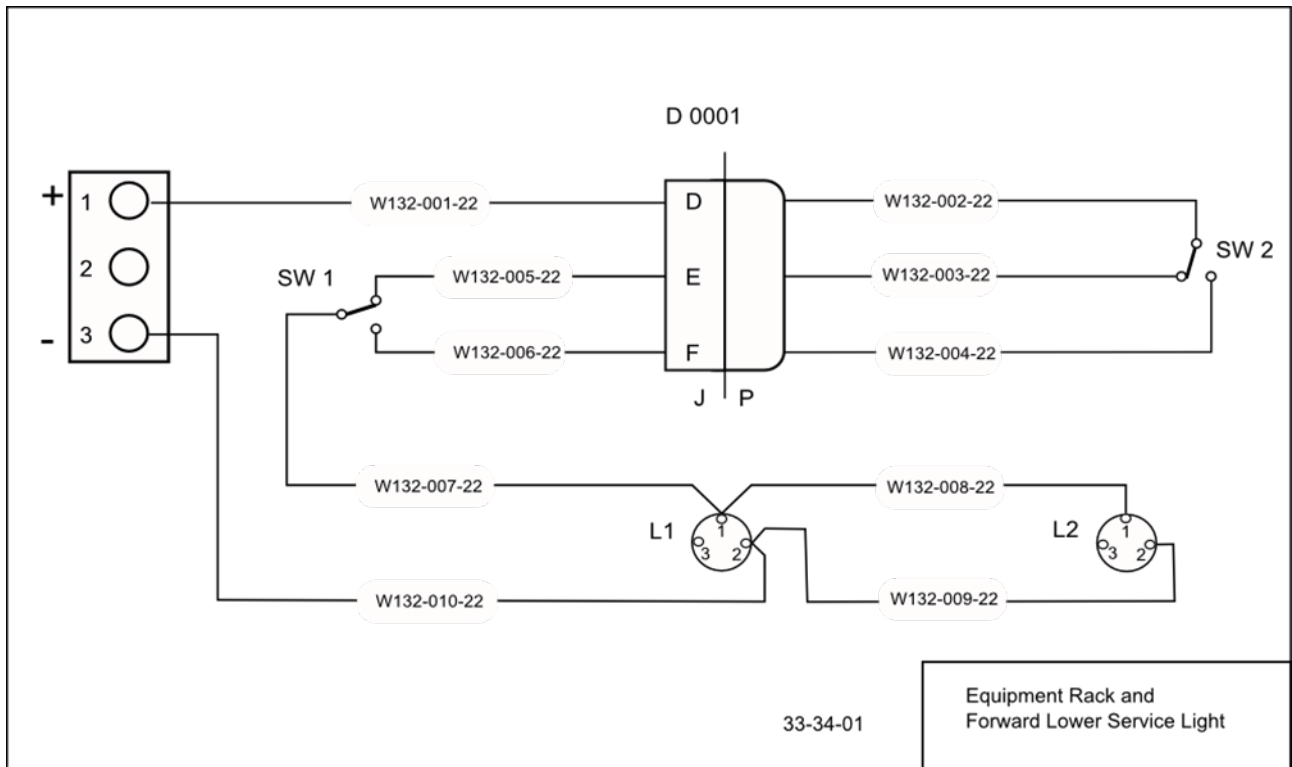 D 0001
+ 1 W132-001-22 D W132-002-22
2 SW 1 W132-005-22 E W132-003-22 SW 2
- 3 W132-006-22 F W132-004-22
J P
W132-007-22 W132-008-22
L1 1 2 3 L2 1 2 3
W132-010-22 W132-009-22
33-34-01
Equipment Rack and
Forward Lower Service Light